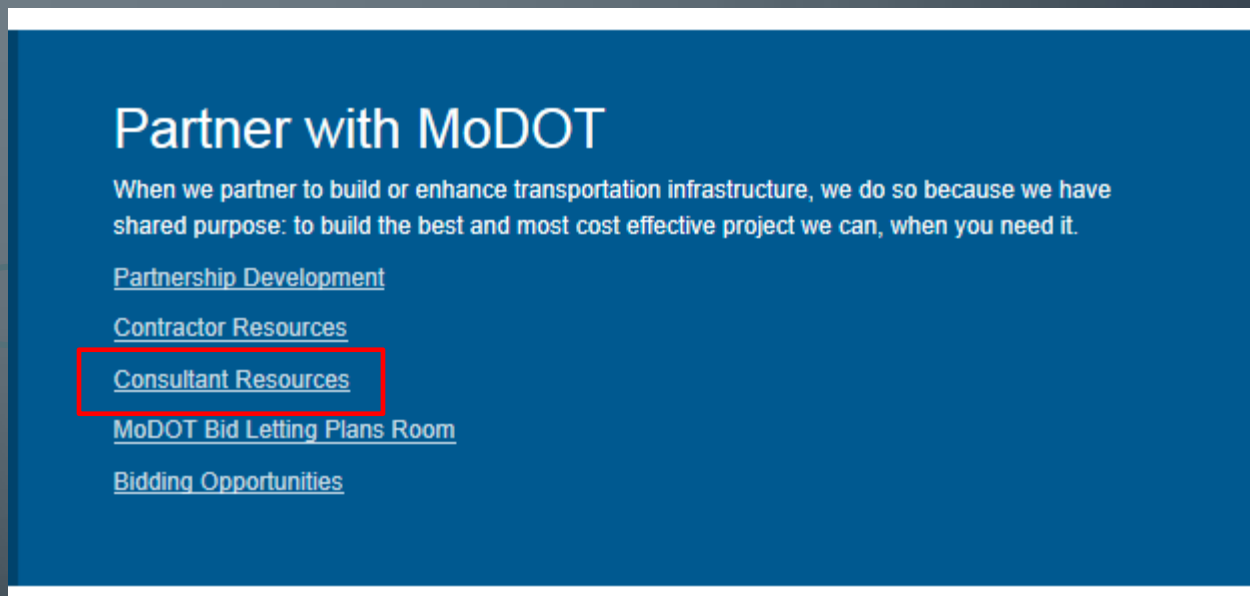 Partner with MoDOT
When we partner to build or enhance transportation infrastructure, we do so because we have
shared purpose: to build the best and most cost effective project we can, when you need it.
Partnership Development
Contractor Resources
Consultant Resources
MoDOT Bid Letting Plans Room
Bidding Opportunities